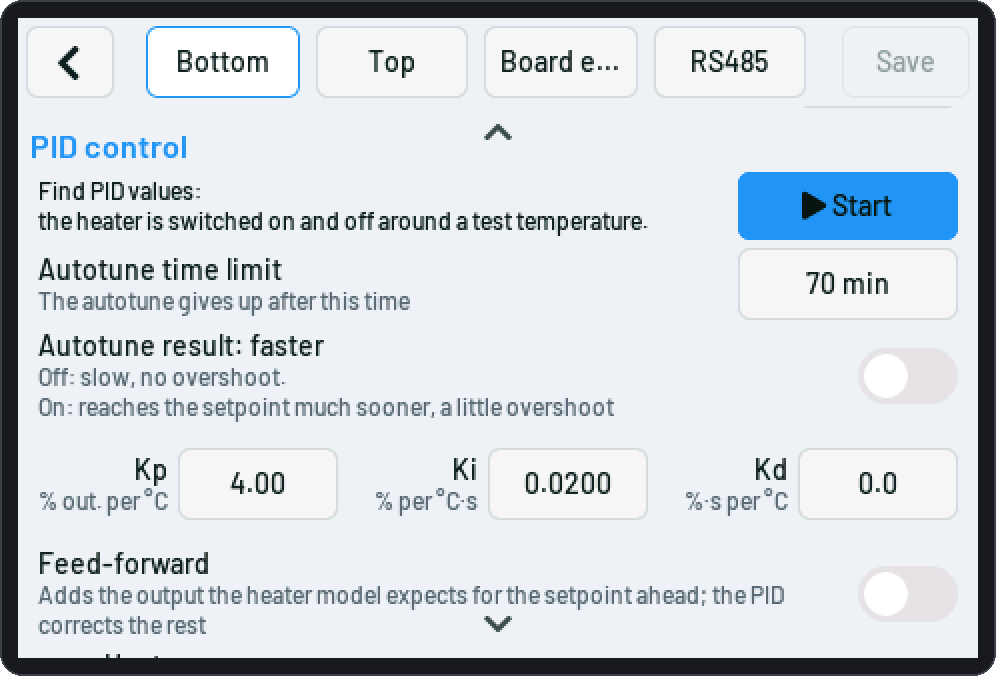 Bottom
Top
Board e...
RS485
Save
PID control
Find PID values:
the heater is switched on and off around a test temperature.
Start
Autotune time limit
The autotune gives up after this time
70 min
Autotune result: faster
Off: slow, no overshoot.
On: reaches the setpoint much sooner, a little overshoot
Kp
% out. per °C
4.00
Ki
% per °C·s
0.0200
Kd
%·s per °C
0.0
Feed-forward
Adds the output the heater model expects for the setpoint ahead; the PID
corrects the rest